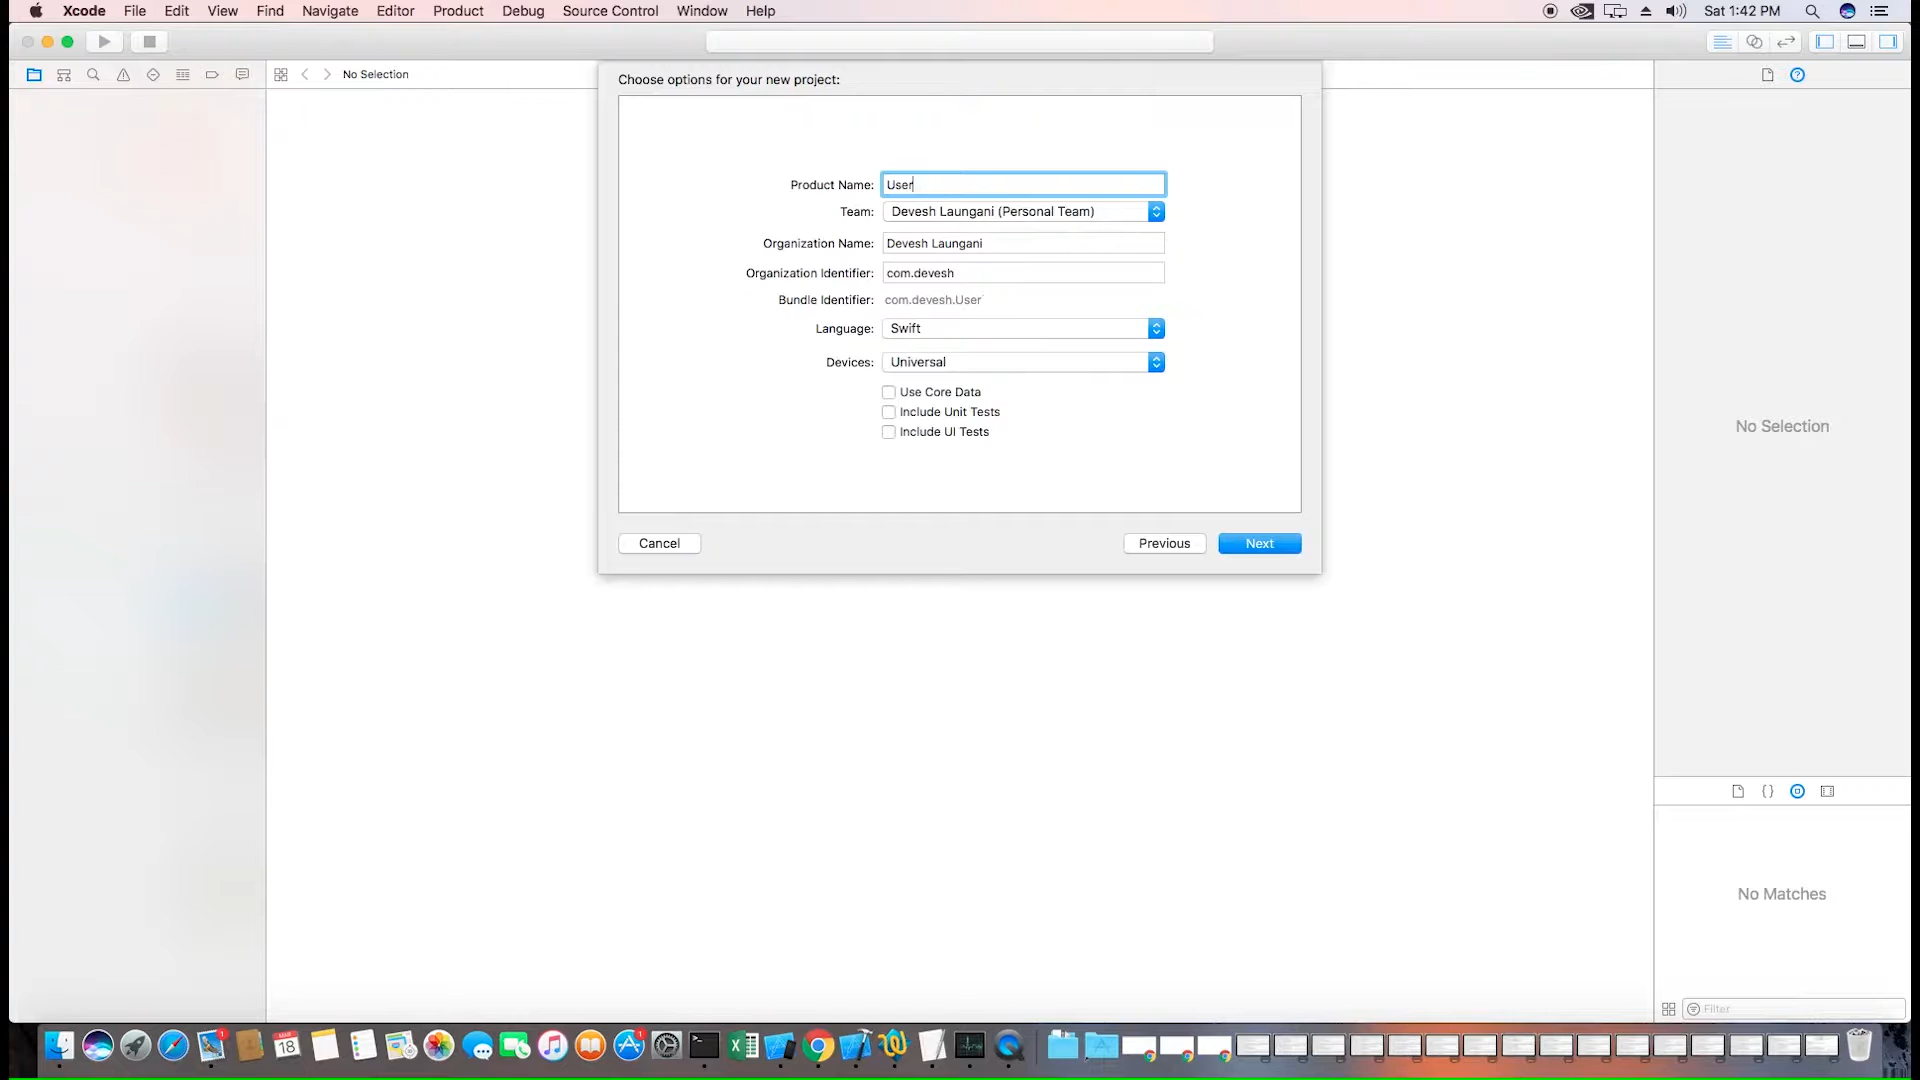 Xcode File Edit View Find Navigate Editor Product Debug Source Control Window Help Sat 1:42 PM
No Selection
Choose options for your new project:
Product Name: User
Team: Devesh Laungani (Personal Team)
Organization Name: Devesh Laungani
Organization Identifier: com.devesh
Bundle Identifier: com.devesh.User
Language: Swift
Devices: Universal
Use Core Data
Include Unit Tests
Include UI Tests
No Selection
Cancel Previous Next
No Matches
Filter
1 18 1